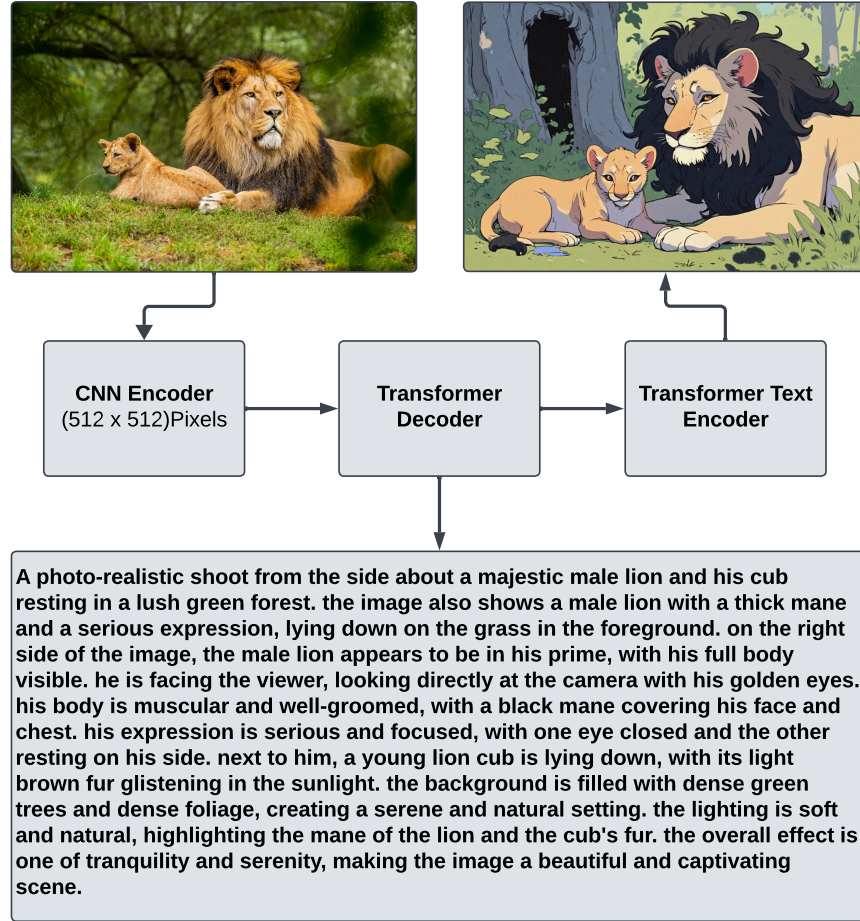 CNN Encoder
(512 x 512)Pixels
Transformer
Decoder
Transformer Text
Encoder
A photo-realistic shoot from the side about a majestic male lion and his cub
resting in a lush green forest. the image also shows a male lion with a thick mane
and a serious expression, lying down on the grass in the foreground. on the right
side of the image, the male lion appears to be in his prime, with his full body
visible. he is facing the viewer, looking directly at the camera with his golden eyes.
his body is muscular and well-groomed, with a black mane covering his face and
chest. his expression is serious and focused, with one eye closed and the other
resting on his side. next to him, a young lion cub is lying down, with its light
brown fur glistening in the sunlight. the background is filled with dense green
trees and dense foliage, creating a serene and natural setting. the lighting is soft
and natural, highlighting the mane of the lion and the cub's fur. the overall effect is
one of tranquility and serenity, making the image a beautiful and captivating
scene.